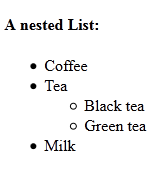 A nested List:
• Coffee
• Tea
◦ Black tea
◦ Green tea
• Milk